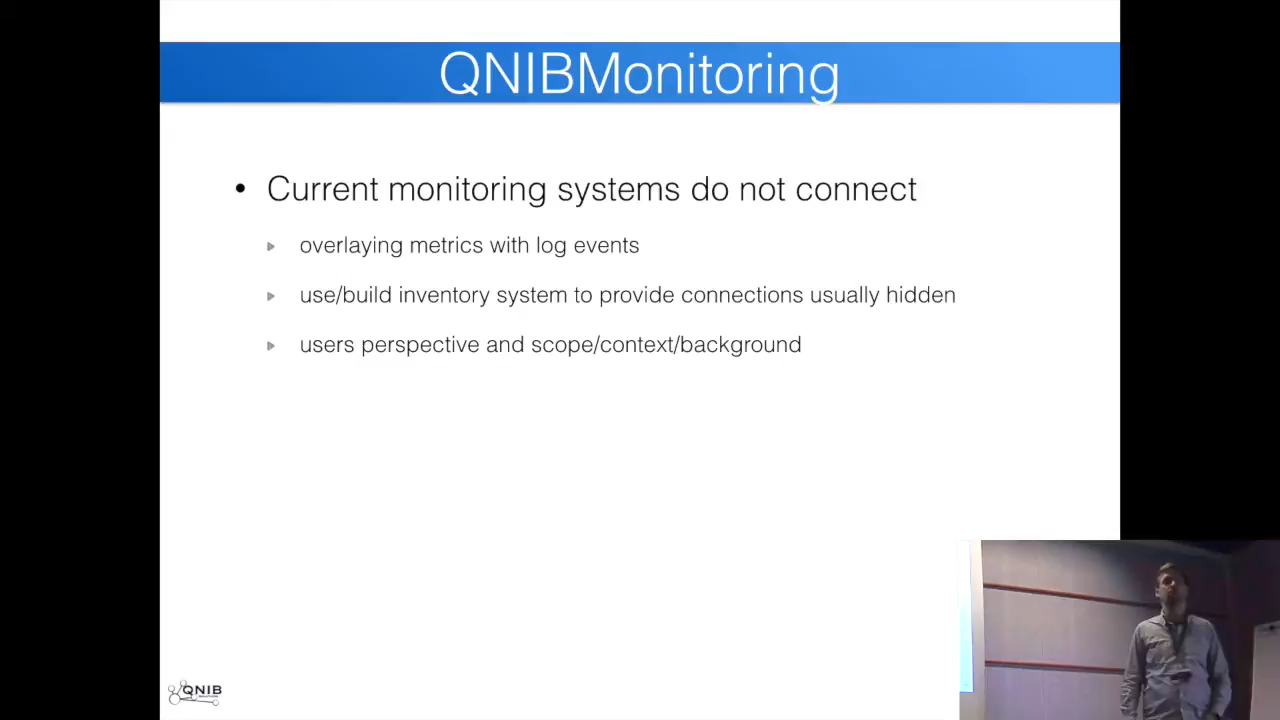 QNIBMonitoring
• Current monitoring systems do not connect
overlaying metrics with log events
use/build inventory system to provide connections usually hidden
users perspective and scope/context/background
QNIB